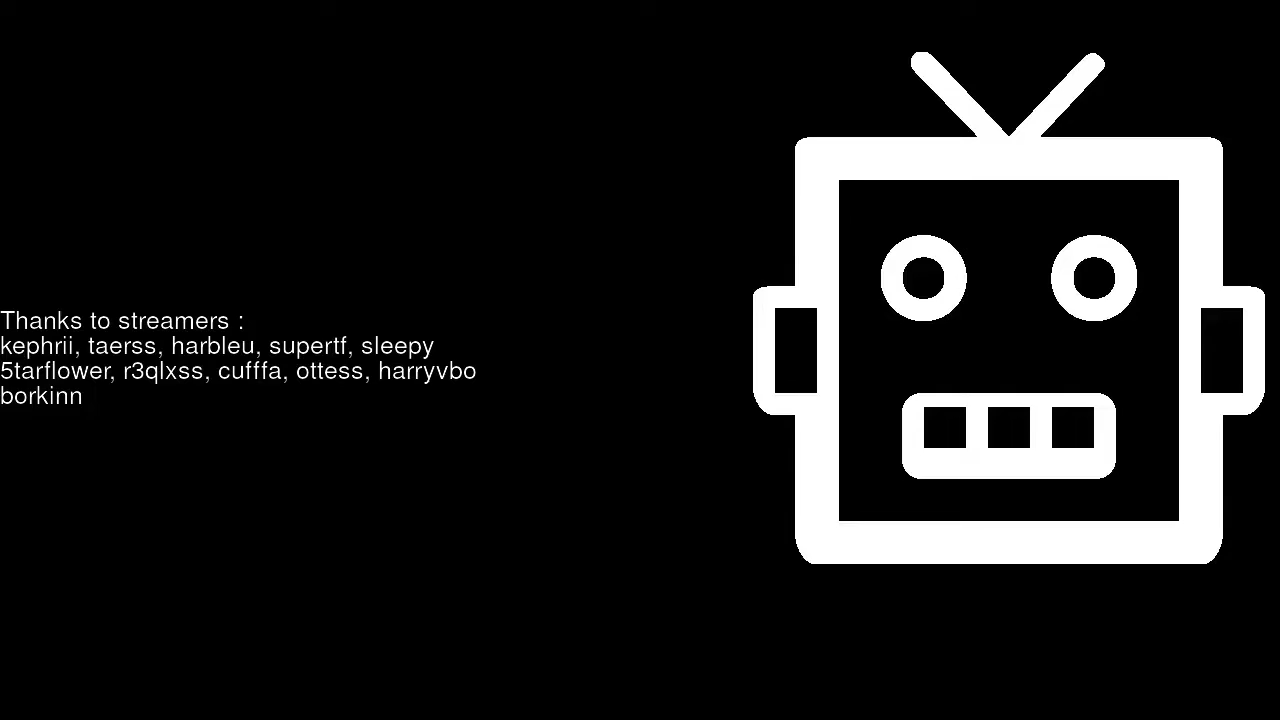 Thanks to streamers :
kephrii, taerss, harbleu, supertf, sleepy
5tarflower, r3qlxss, cufffa, ottess, harryvbo
borkinn